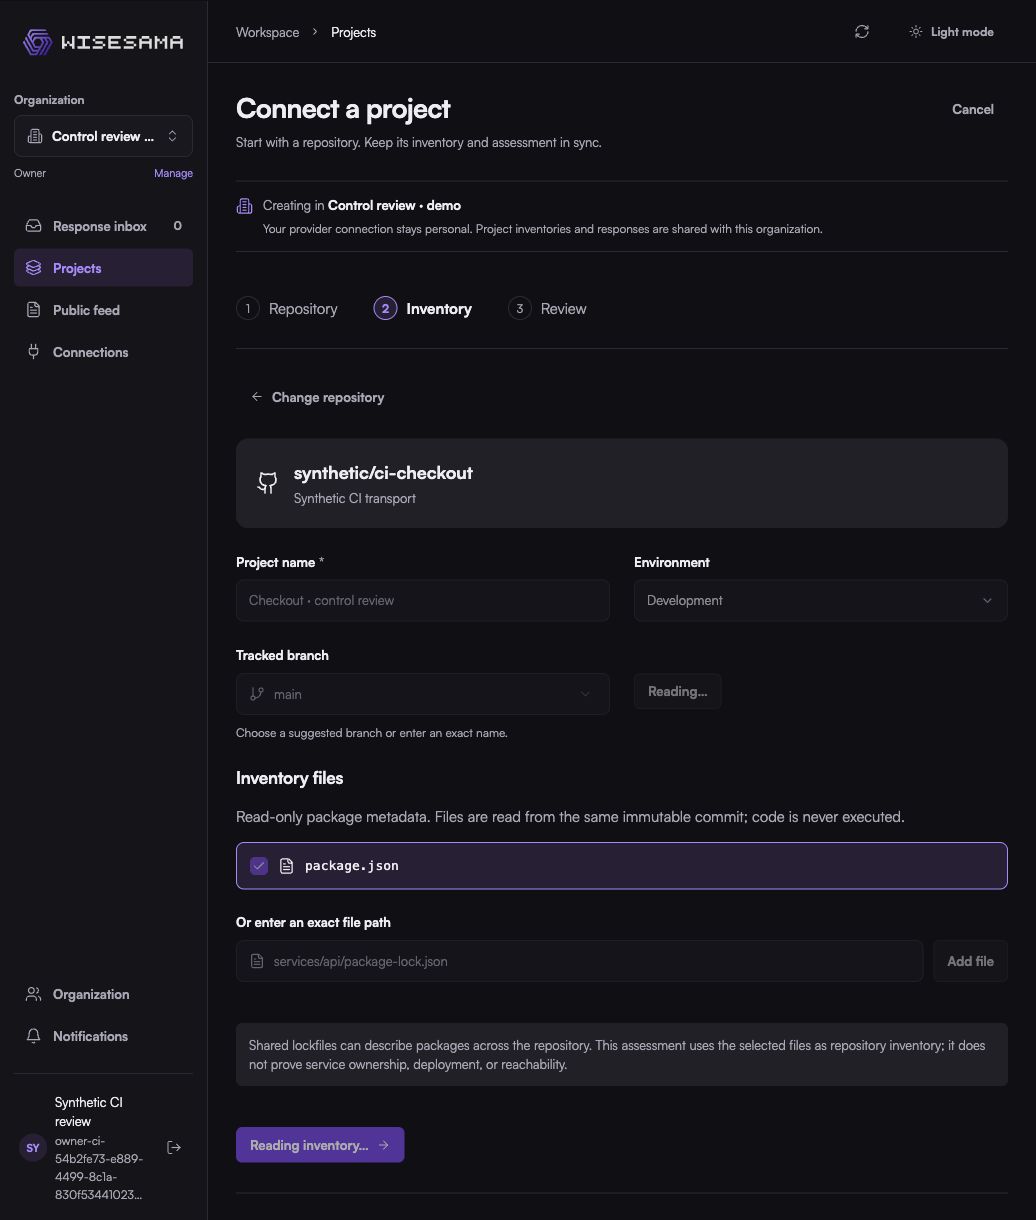 WISESAMA
Organization
Control review ...
Owner
Manage
Response inbox
0
Projects
Public feed
Connections
Organization
Notifications
Synthetic CI
review
SY
owner-ci-
54b2fe73-e889-
4499-8c1a-
830f53441023...
Workspace
Projects
Light mode
Connect a project
Cancel
Start with a repository. Keep its inventory and assessment in sync.
Creating in Control review · demo
Your provider connection stays personal. Project inventories and responses are shared with this organization.
1 Repository
2 Inventory
3 Review
Change repository
synthetic/ci-checkout
Synthetic CI transport
Project name *
Environment
Checkout · control review
Development
Tracked branch
main
Reading...
Choose a suggested branch or enter an exact name.
Inventory files
Read-only package metadata. Files are read from the same immutable commit; code is never executed.
package.json
Or enter an exact file path
services/api/package-lock.json
Add file
Shared lockfiles can describe packages across the repository. This assessment uses the selected files as repository inventory; it does
not prove service ownership, deployment, or reachability.
Reading inventory...